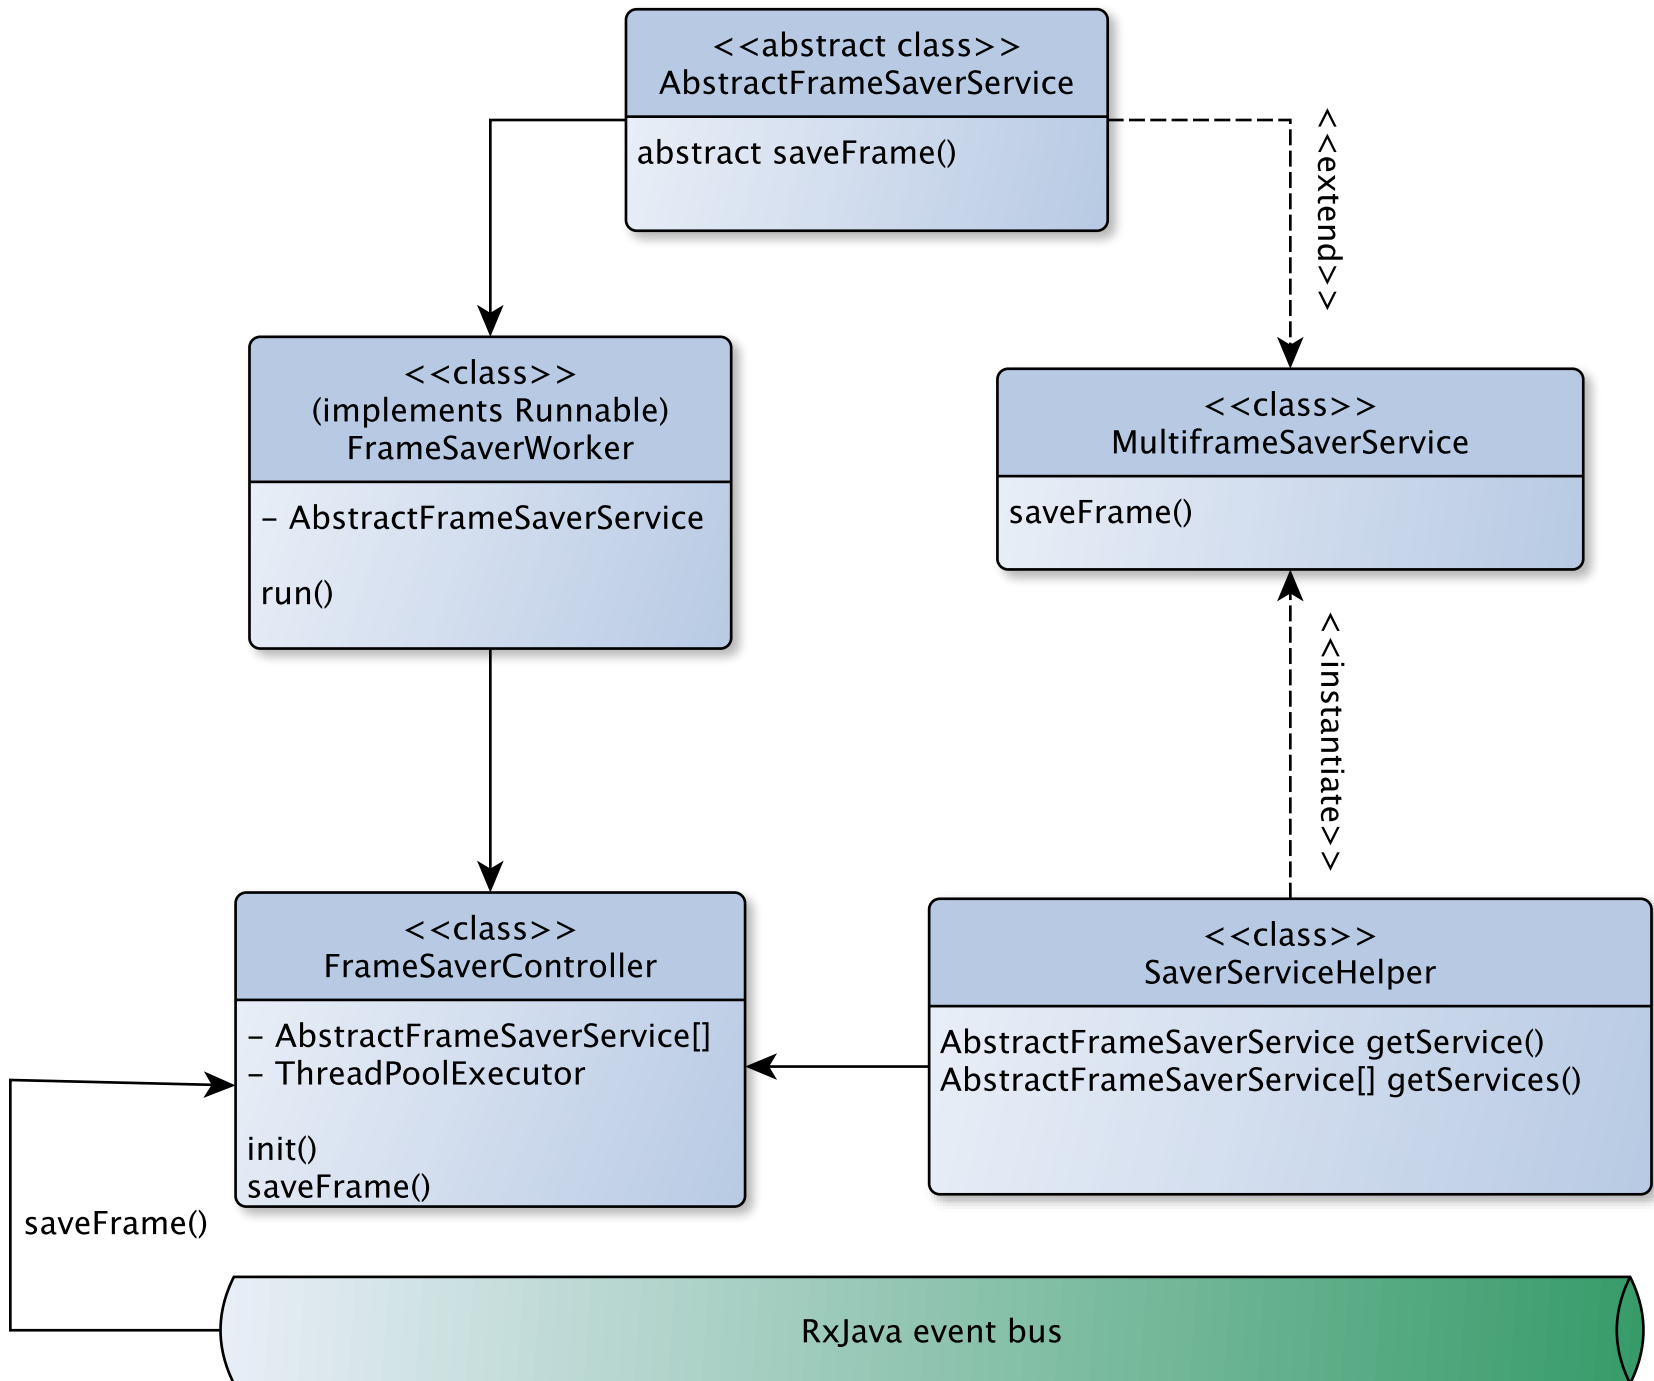 <<abstract class>>
AbstractFrameSaverService
abstract saveFrame()
<<extend>>
<<class>>
(implements Runnable)
FrameSaverWorker
- AbstractFrameSaverService
run()
<<class>>
MultiframeSaverService
saveFrame()
<<instantiate>>
<<class>>
FrameSaverController
- AbstractFrameSaverService[]
- ThreadPoolExecutor
init()
saveFrame()
<<class>>
SaverServiceHelper
AbstractFrameSaverService getService()
AbstractFrameSaverService[] getServices()
saveFrame()
RxJava event bus